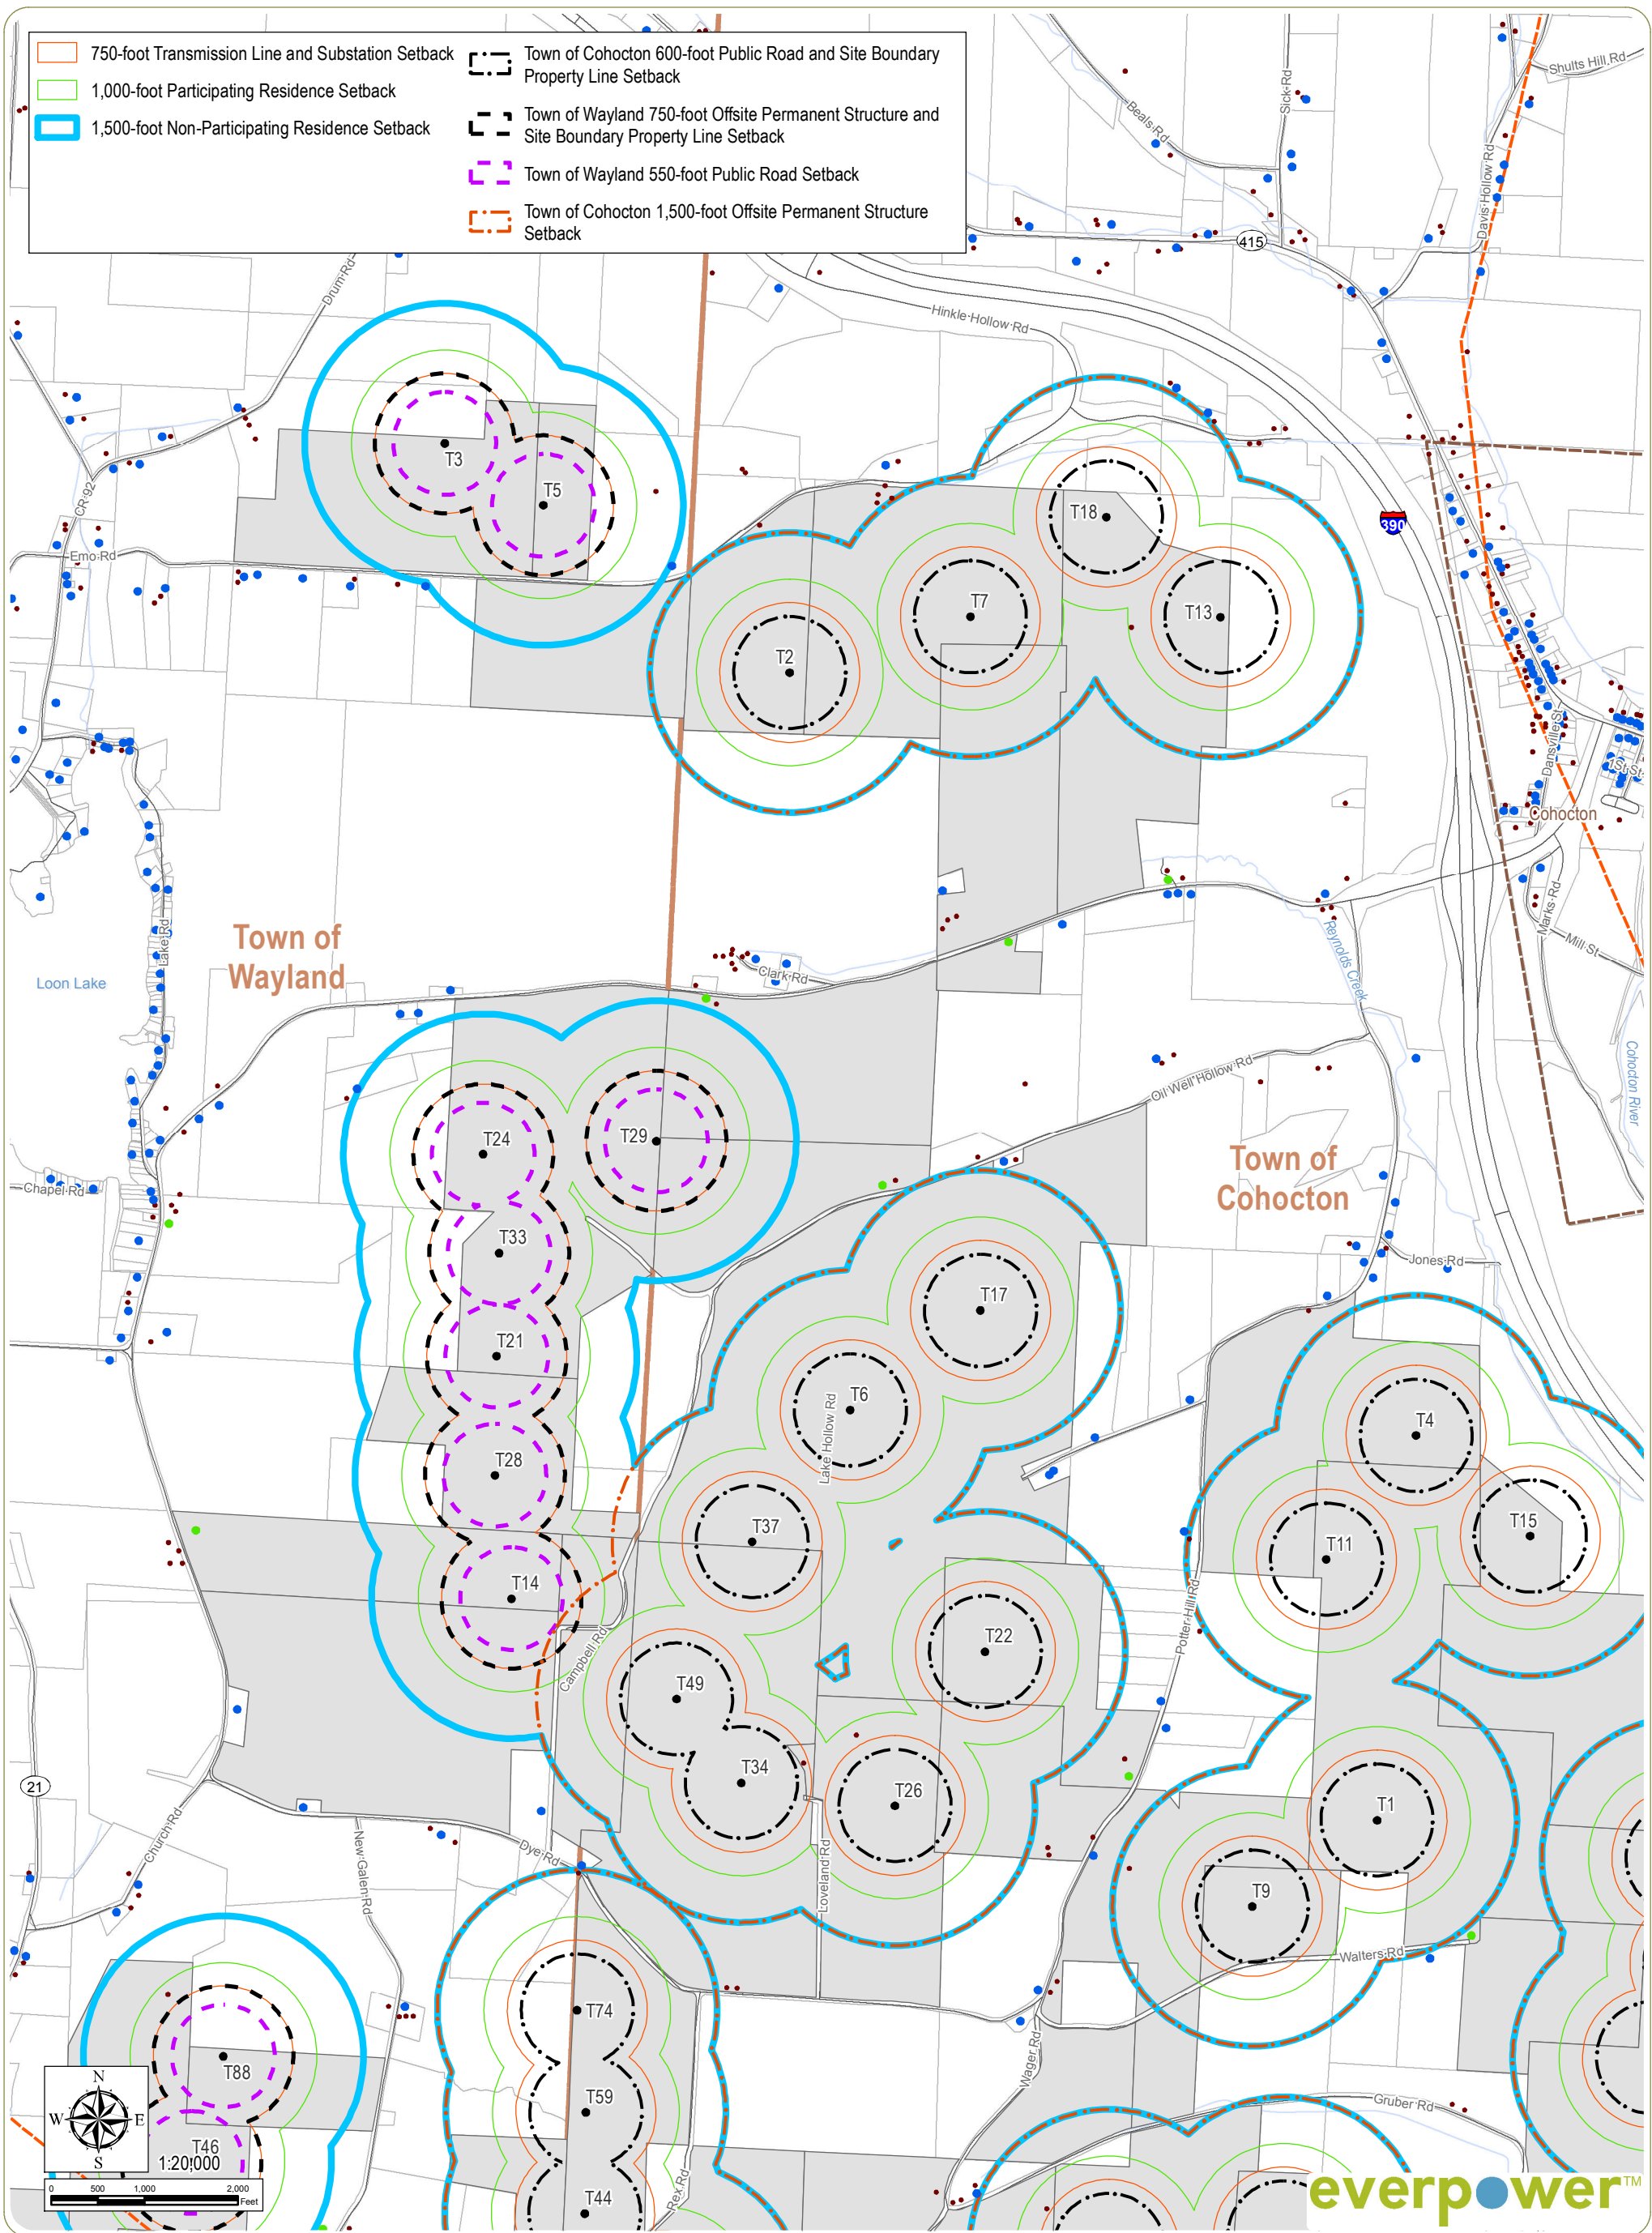 750-foot Transmission Line and Substation Setback
1,000-foot Participating Residence Setback
1,500-foot Non-Participating Residence Setback
Town of Cohocton 600-foot Public Road and Site Boundary
Property Line Setback
Town of Wayland 750-foot Offsite Permanent Structure and
Site Boundary Property Line Setback
Town of Wayland 550-foot Public Road Setback
Town of Cohocton 1,500-foot Offsite Permanent Structure
Setback
Shults Hill Rd
Sick Rd
Beals Rd
Davis Hollow Rd
415
Drum Rd
Hinkle Hollow Rd
T3
T5
CR 92
T18
390
Emo Rd
T7
T13
T2
Dansville St
1St St
Cohocton
Marks Rd
Mill St
Town of
Wayland
Lake Rd
Loon Lake
Clark Rd
Reynolds Creek
Cohocton River
Oil Well Hollow Rd
T24
T29
Town of
Cohocton
Chapel Rd
T33
Jones Rd
T17
T21
T6
Lake Hollow Rd
T4
T28
T37
T15
T11
T14
Potter Hill Rd
T22
Campbell Rd
T49
T34
T26
T1
21
Church Rd
New Galen Rd
Dye Rd
Loveland Rd
T9
Walters Rd
T74
T88
Wager Rd
T59
Gruber Rd
N
W
E
S
T46
1:20,000
0 500 1,000 2,000
Feet
T44
Rex Rd
everpower™